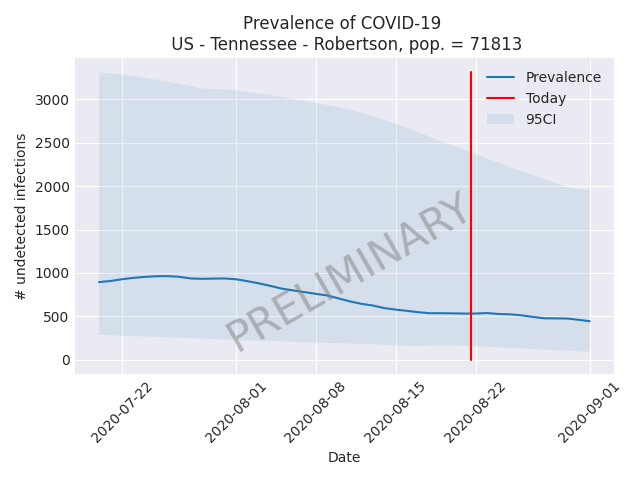 Prevalence of COVID-19
US - Tennessee - Robertson, pop. = 71813
Prevalence
Today
95CI
3000
2500
2000
1500
1000
500
0
# undetected infections
PRELIMINARY
2020-07-22
2020-08-01
2020-08-08
2020-08-15
2020-08-22
2020-09-01
Date